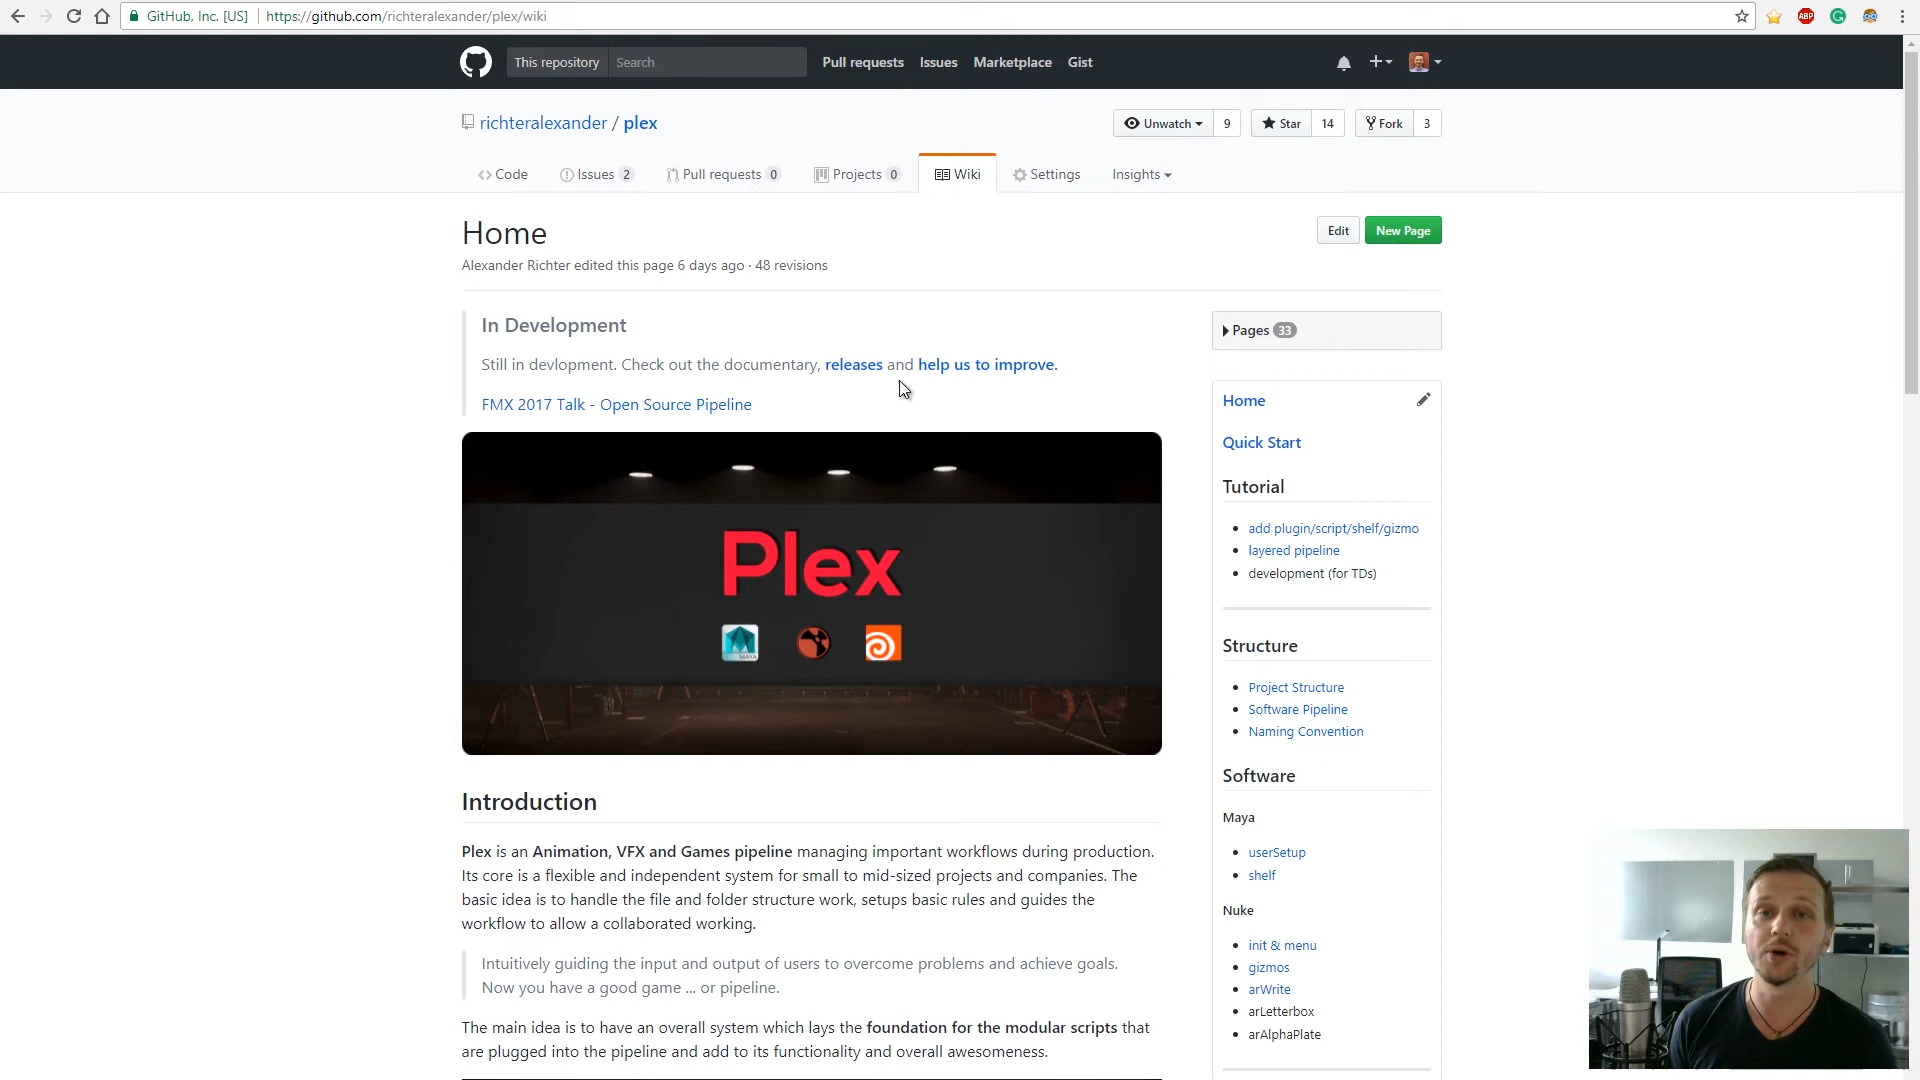 GitHub, Inc. [US] https://github.com/richteralexander/plex/wiki
ABP
This repository Search Pull requests Issues Marketplace Gist
richteralexander / plex
Unwatch 9 Star 14 Fork 3
Code Issues 2 Pull requests 0 Projects 0 Wiki Settings Insights
Home
Edit New Page
Alexander Richter edited this page 6 days ago · 48 revisions
In Development
Still in devlopment. Check out the documentary, releases and help us to improve.
FMX 2017 Talk - Open Source Pipeline
Plex
MAYA
Introduction
Plex is an Animation, VFX and Games pipeline managing important workflows during production.
Its core is a flexible and independent system for small to mid-sized projects and companies. The
basic idea is to handle the file and folder structure work, setups basic rules and guides the
workflow to allow a collaborated working.
Intuitively guiding the input and output of users to overcome problems and achieve goals.
Now you have a good game ... or pipeline.
The main idea is to have an overall system which lays the foundation for the modular scripts that
are plugged into the pipeline and add to its functionality and overall awesomeness.
Pages 33
Home
Quick Start
Tutorial
add plugin/script/shelf/gizmo
layered pipeline
development (for TDs)
Structure
Project Structure
Software Pipeline
Naming Convention
Software
Maya
userSetup
shelf
Nuke
init & menu
gizmos
arWrite
arLetterbox
arAlphaPlate